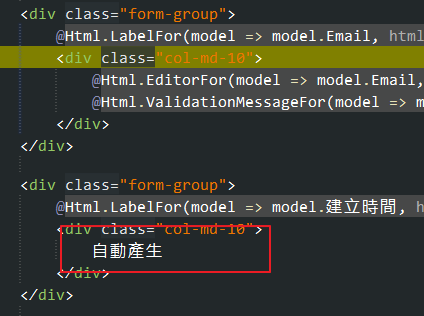 <div class="form-group">
@Html.LabelFor(model => model.Email, html
<div class="col-md-10">
@Html.EditorFor(model => model.Email,
@Html.ValidationMessageFor(model => m
</div>
</div>
<div class="form-group">
@Html.LabelFor(model => model.建立時間, h
<div class="col-md-10">
自動產生
</div>
</div>